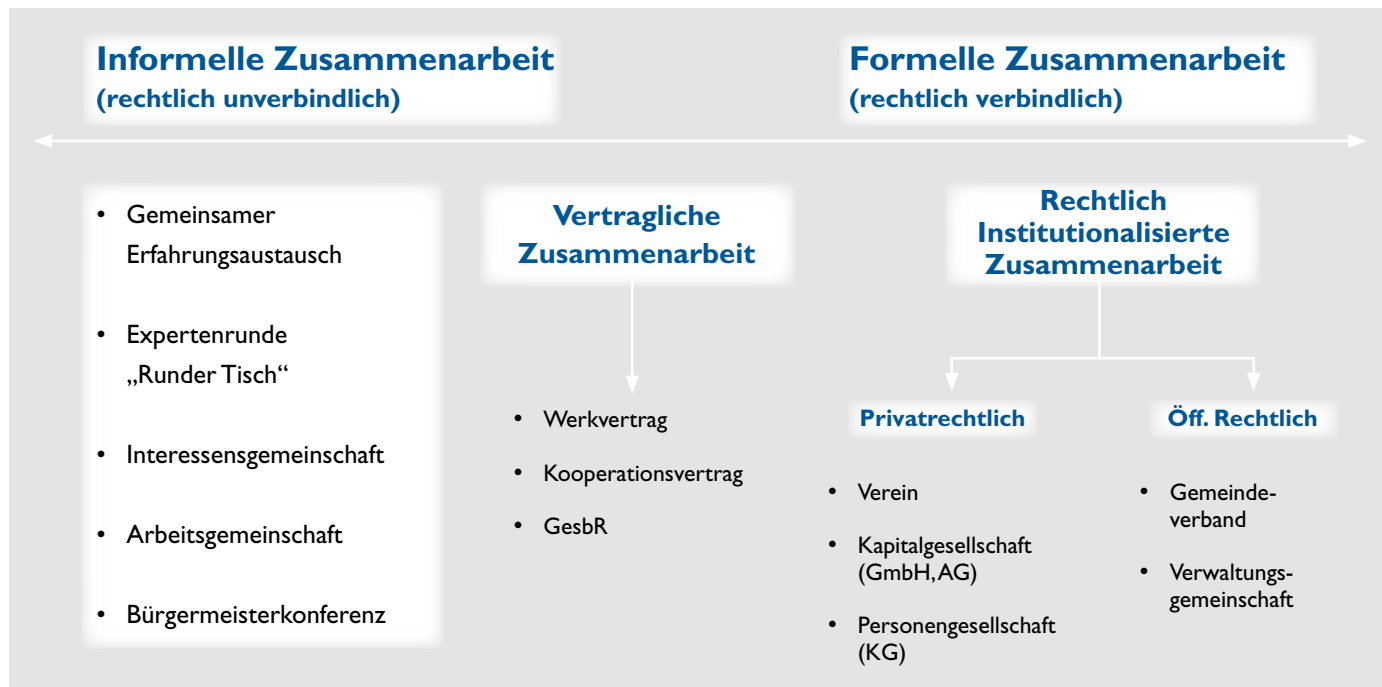 Informelle Zusammenarbeit
(rechtlich unverbindlich)
Formelle Zusammenarbeit
(rechtlich verbindlich)
• Gemeinsamer
Erfahrungsaustausch
• Expertenrunde
„Runder Tisch“
• Interessensgemeinschaft
• Arbeitsgemeinschaft
• Bürgermeisterkonferenz
Vertragliche
Zusammenarbeit
• Werkvertrag
• Kooperationsvertrag
• GesbR
Rechtlich
Institutionalisierte
Zusammenarbeit
Privatrechtlich
• Verein
• Kapitalgesellschaft
(GmbH, AG)
• Personengesellschaft
(KG)
Öff. Rechtlich
• Gemeinde-
verband
• Verwaltungs-
gemeinschaft